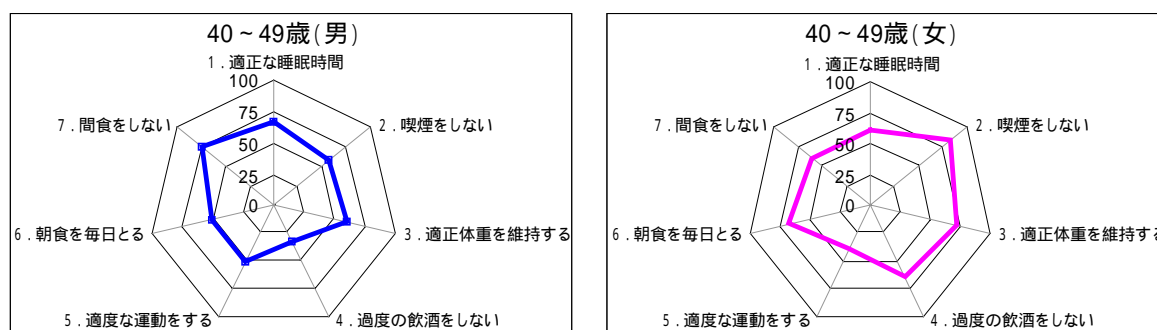 40~49歳(男)
1.適正な睡眠時間
100
75
50
25
0
2.喫煙をしない
3.適正体重を維持する
4.過度の飲酒をしない
5.適度な運動をする
6.朝食を毎日とる
7.間食をしない
40~49歳(女)
1.適正な睡眠時間
100
75
50
25
0
2.喫煙をしない
3.適正体重を維持する
4.過度の飲酒をしない
5.適度な運動をする
6.朝食を毎日とる
7.間食をしない